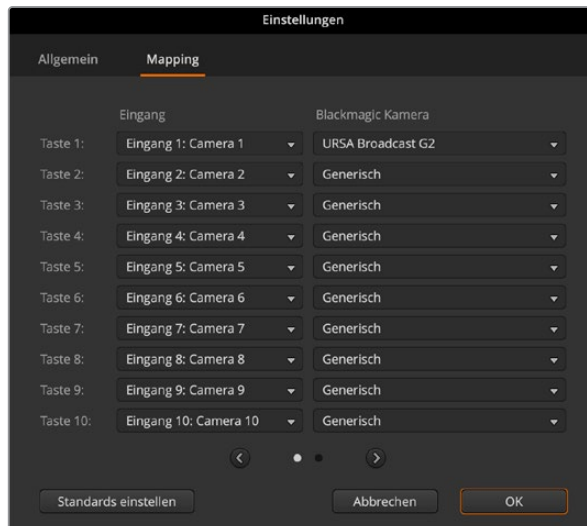 Einstellungen
Allgemein Mapping
Eingang Blackmagic Kamera
Taste 1: Eingang 1: Camera 1 URSA Broadcast G2
Taste 2: Eingang 2: Camera 2 Generisch
Taste 3: Eingang 3: Camera 3 Generisch
Taste 4: Eingang 4: Camera 4 Generisch
Taste 5: Eingang 5: Camera 5 Generisch
Taste 6: Eingang 6: Camera 6 Generisch
Taste 7: Eingang 7: Camera 7 Generisch
Taste 8: Eingang 8: Camera 8 Generisch
Taste 9: Eingang 9: Camera 9 Generisch
Taste 10: Eingang 10: Camera 10 Generisch
Standards einstellen Abbrechen OK